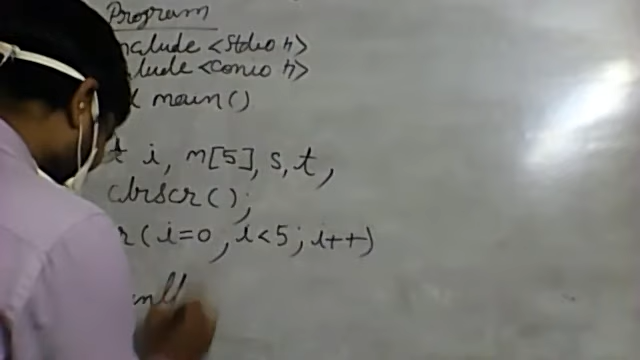 Program
nclude <stdio h>
lude <conio h>
main()
t i, m[5], s, t,
clrscr();
r(i=0, i<5; i++)